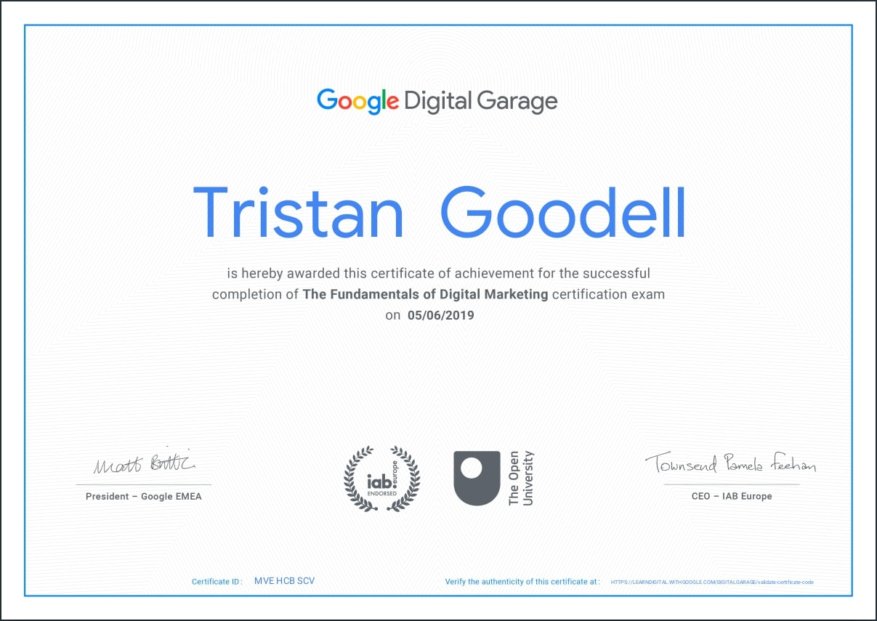 Google Digital Garage
Tristan Goodell
is hereby awarded this certificate of achievement for the successful
completion of The Fundamentals of Digital Marketing certification exam
on 05/06/2019
Matt Brittin
Townsend Pamela Feehan
President – Google EMEA
iab.europe
ENDORSED
The Open
University
CEO – IAB Europe
Certificate ID : MVE HCB SCV
Verify the authenticity of this certificate at : HTTPS://LEARNDIGITAL.WITHGOOGLE.COM/DIGITALGARAGE/validate-certificate-code